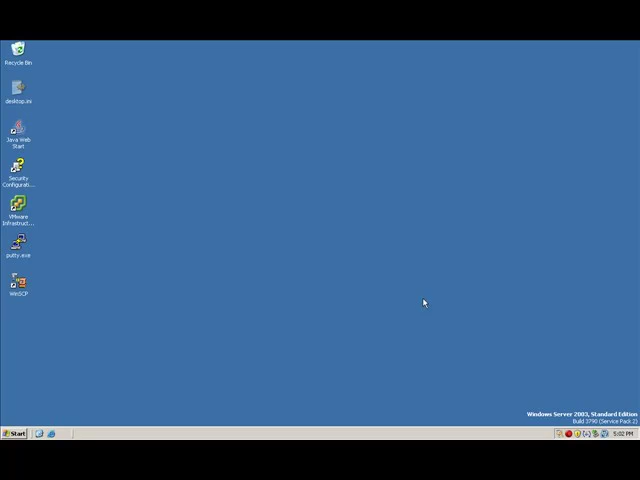 Recycle Bin
desktop.ini
Java Web
Start
Security
Configurati...
VMware
Infrastruct...
putty.exe
WinSCP
Windows Server 2003, Standard Edition
Build 3790 (Service Pack 2)
Start
5:02 PM